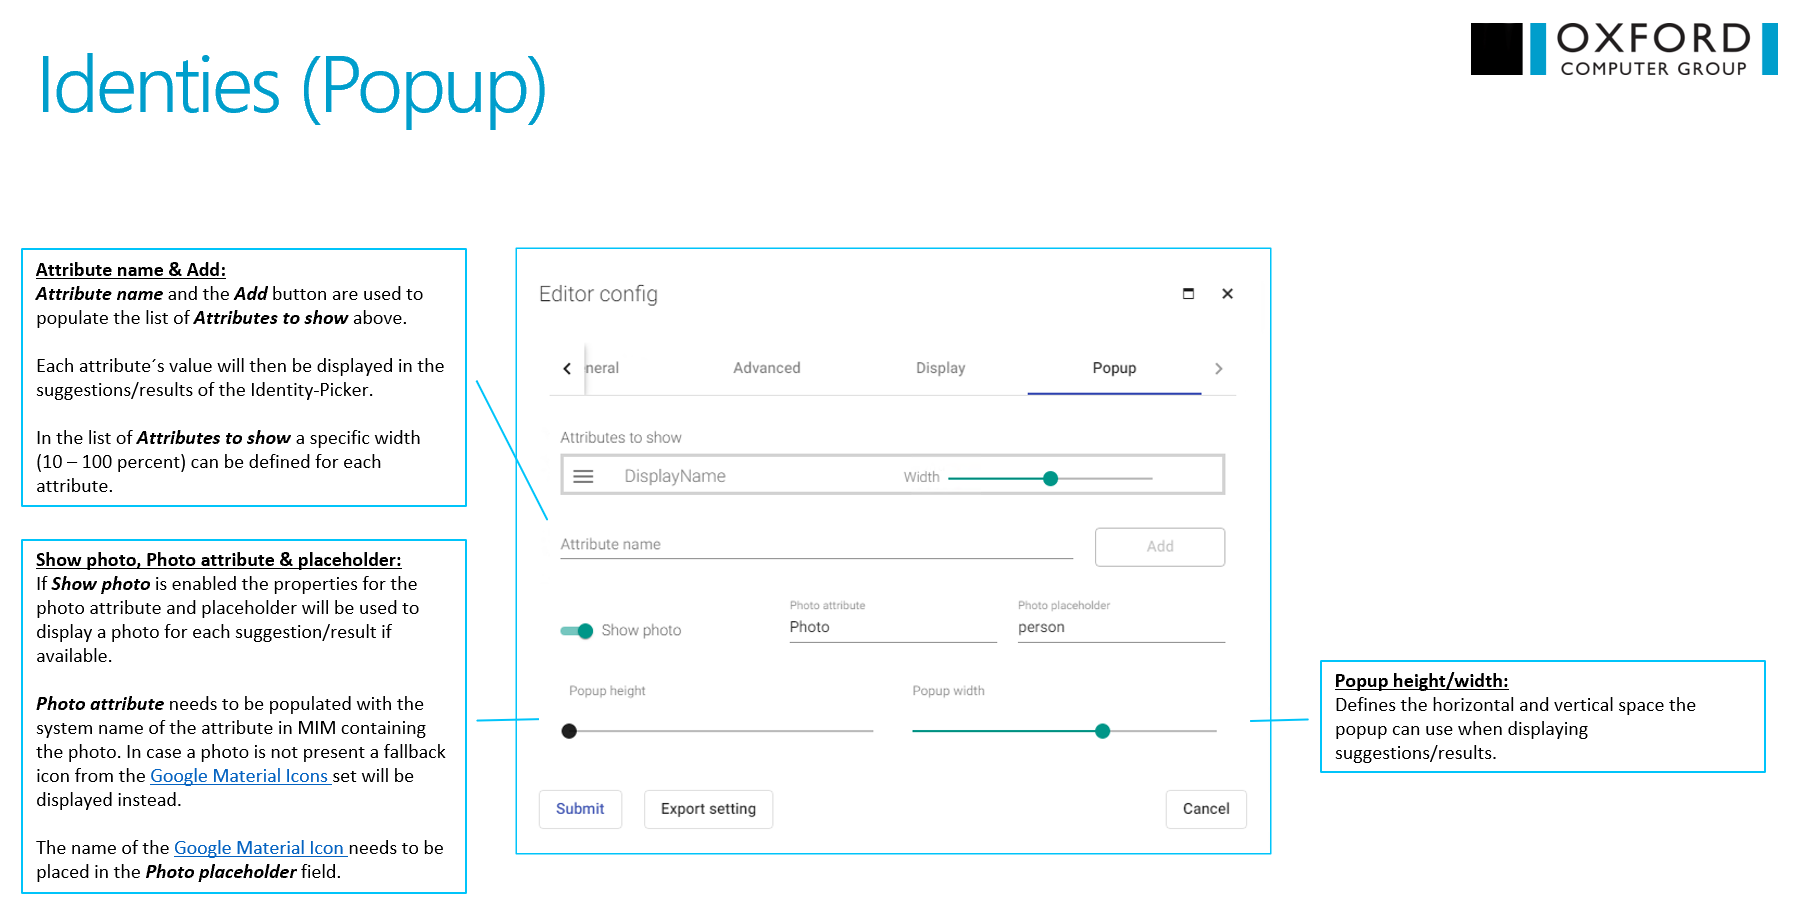 Identies (Popup)
OXFORD
COMPUTER GROUP
Attribute name & Add:
Attribute name and the Add button are used to
populate the list of Attributes to show above.
Each attribute´s value will then be displayed in the
suggestions/results of the Identity-Picker.
In the list of Attributes to show a specific width
(10 – 100 percent) can be defined for each
attribute.
Show photo, Photo attribute & placeholder:
If Show photo is enabled the properties for the
photo attribute and placeholder will be used to
display a photo for each suggestion/result if
available.
Photo attribute needs to be populated with the
system name of the attribute in MIM containing
the photo. In case a photo is not present a fallback
icon from the Google Material Icons set will be
displayed instead.
The name of the Google Material Icon needs to be
placed in the Photo placeholder field.
Editor config
neral Advanced Display Popup
Attributes to show
DisplayName Width
Attribute name Add
Photo attribute Photo placeholder
Show photo Photo person
Popup height Popup width
Submit Export setting Cancel
Popup height/width:
Defines the horizontal and vertical space the
popup can use when displaying
suggestions/results.